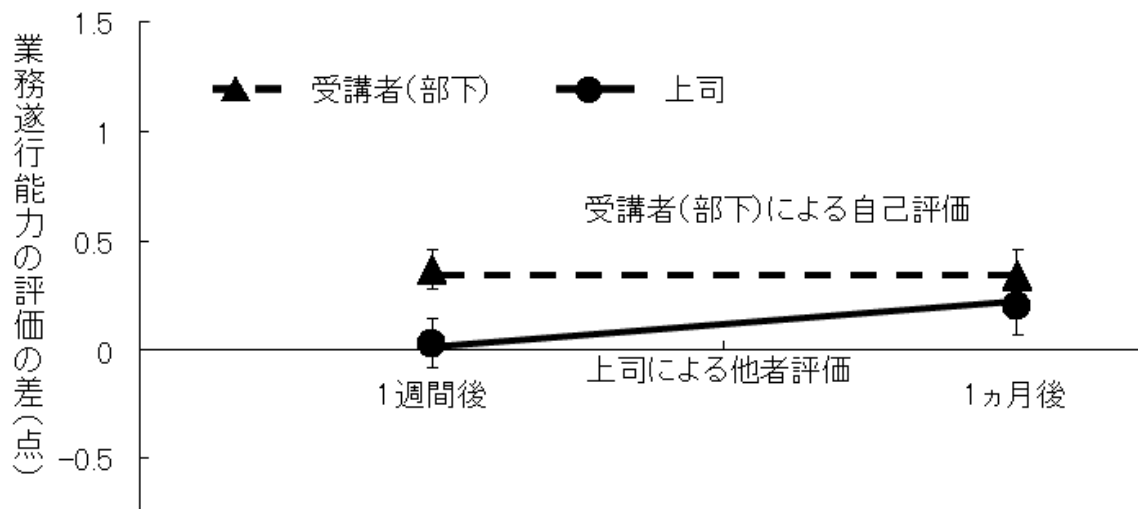 業務遂行能力の評価の差(点)
1.5
1
0.5
0
−0.5
受講者(部下)
上司
受講者(部下)による自己評価
上司による他者評価
1週間後
1ヵ月後